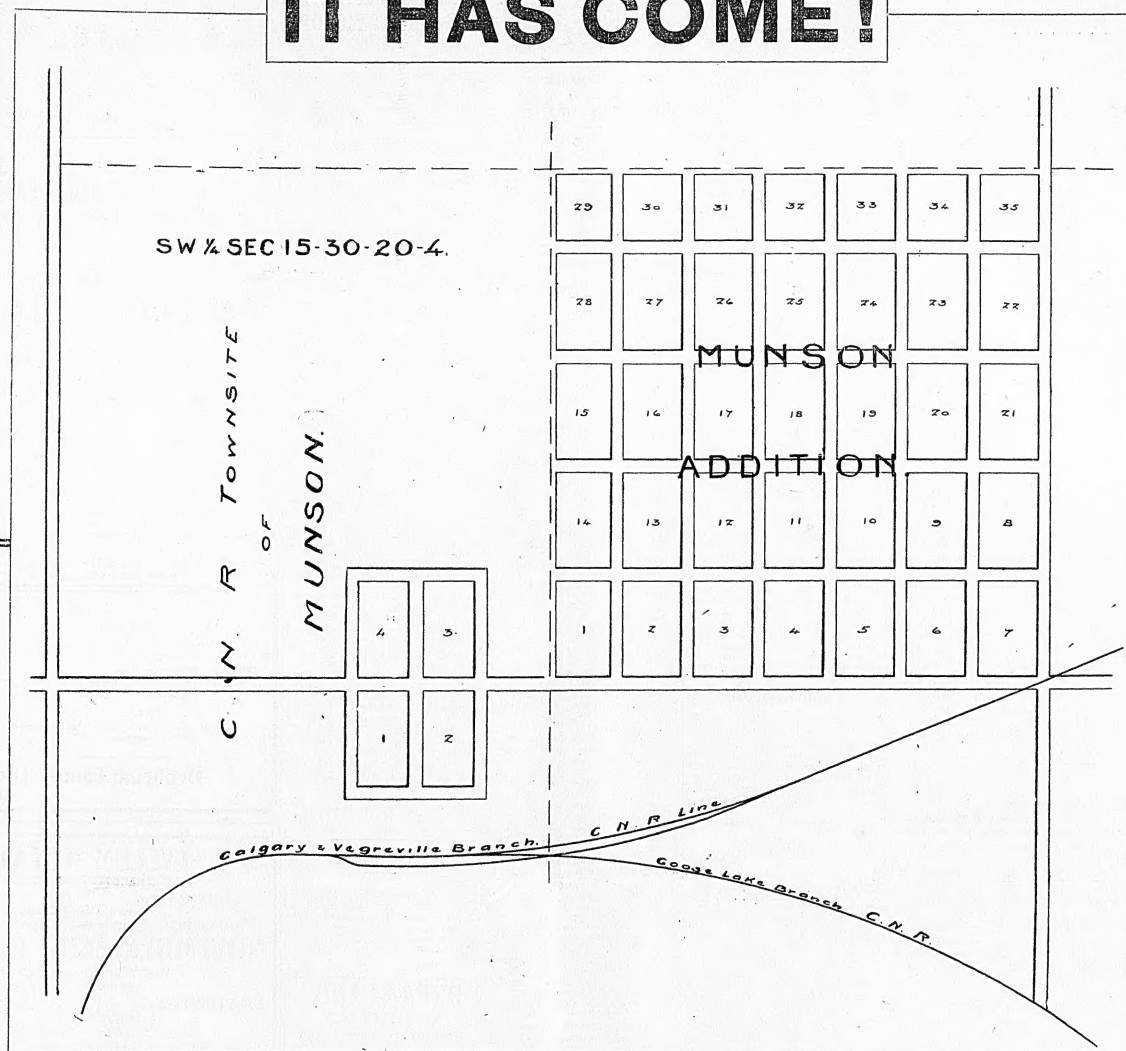 IT HAS COME!
SW ¼ SEC 15-30-20-4.
C. N R TOWNSITE
OF
MUNSON.
29 30 31 32 33 34 35
28 27 26 25 24 23 22
MUNSON
15 16 17 18 19 20 21
ADDITION.
14 13 12 11 10 9 8
4 3 1 2 3 4 5 6 7
1 2
C N R Line
Calgary & Vegreville Branch.
Goose Lake Branch C.N.R.